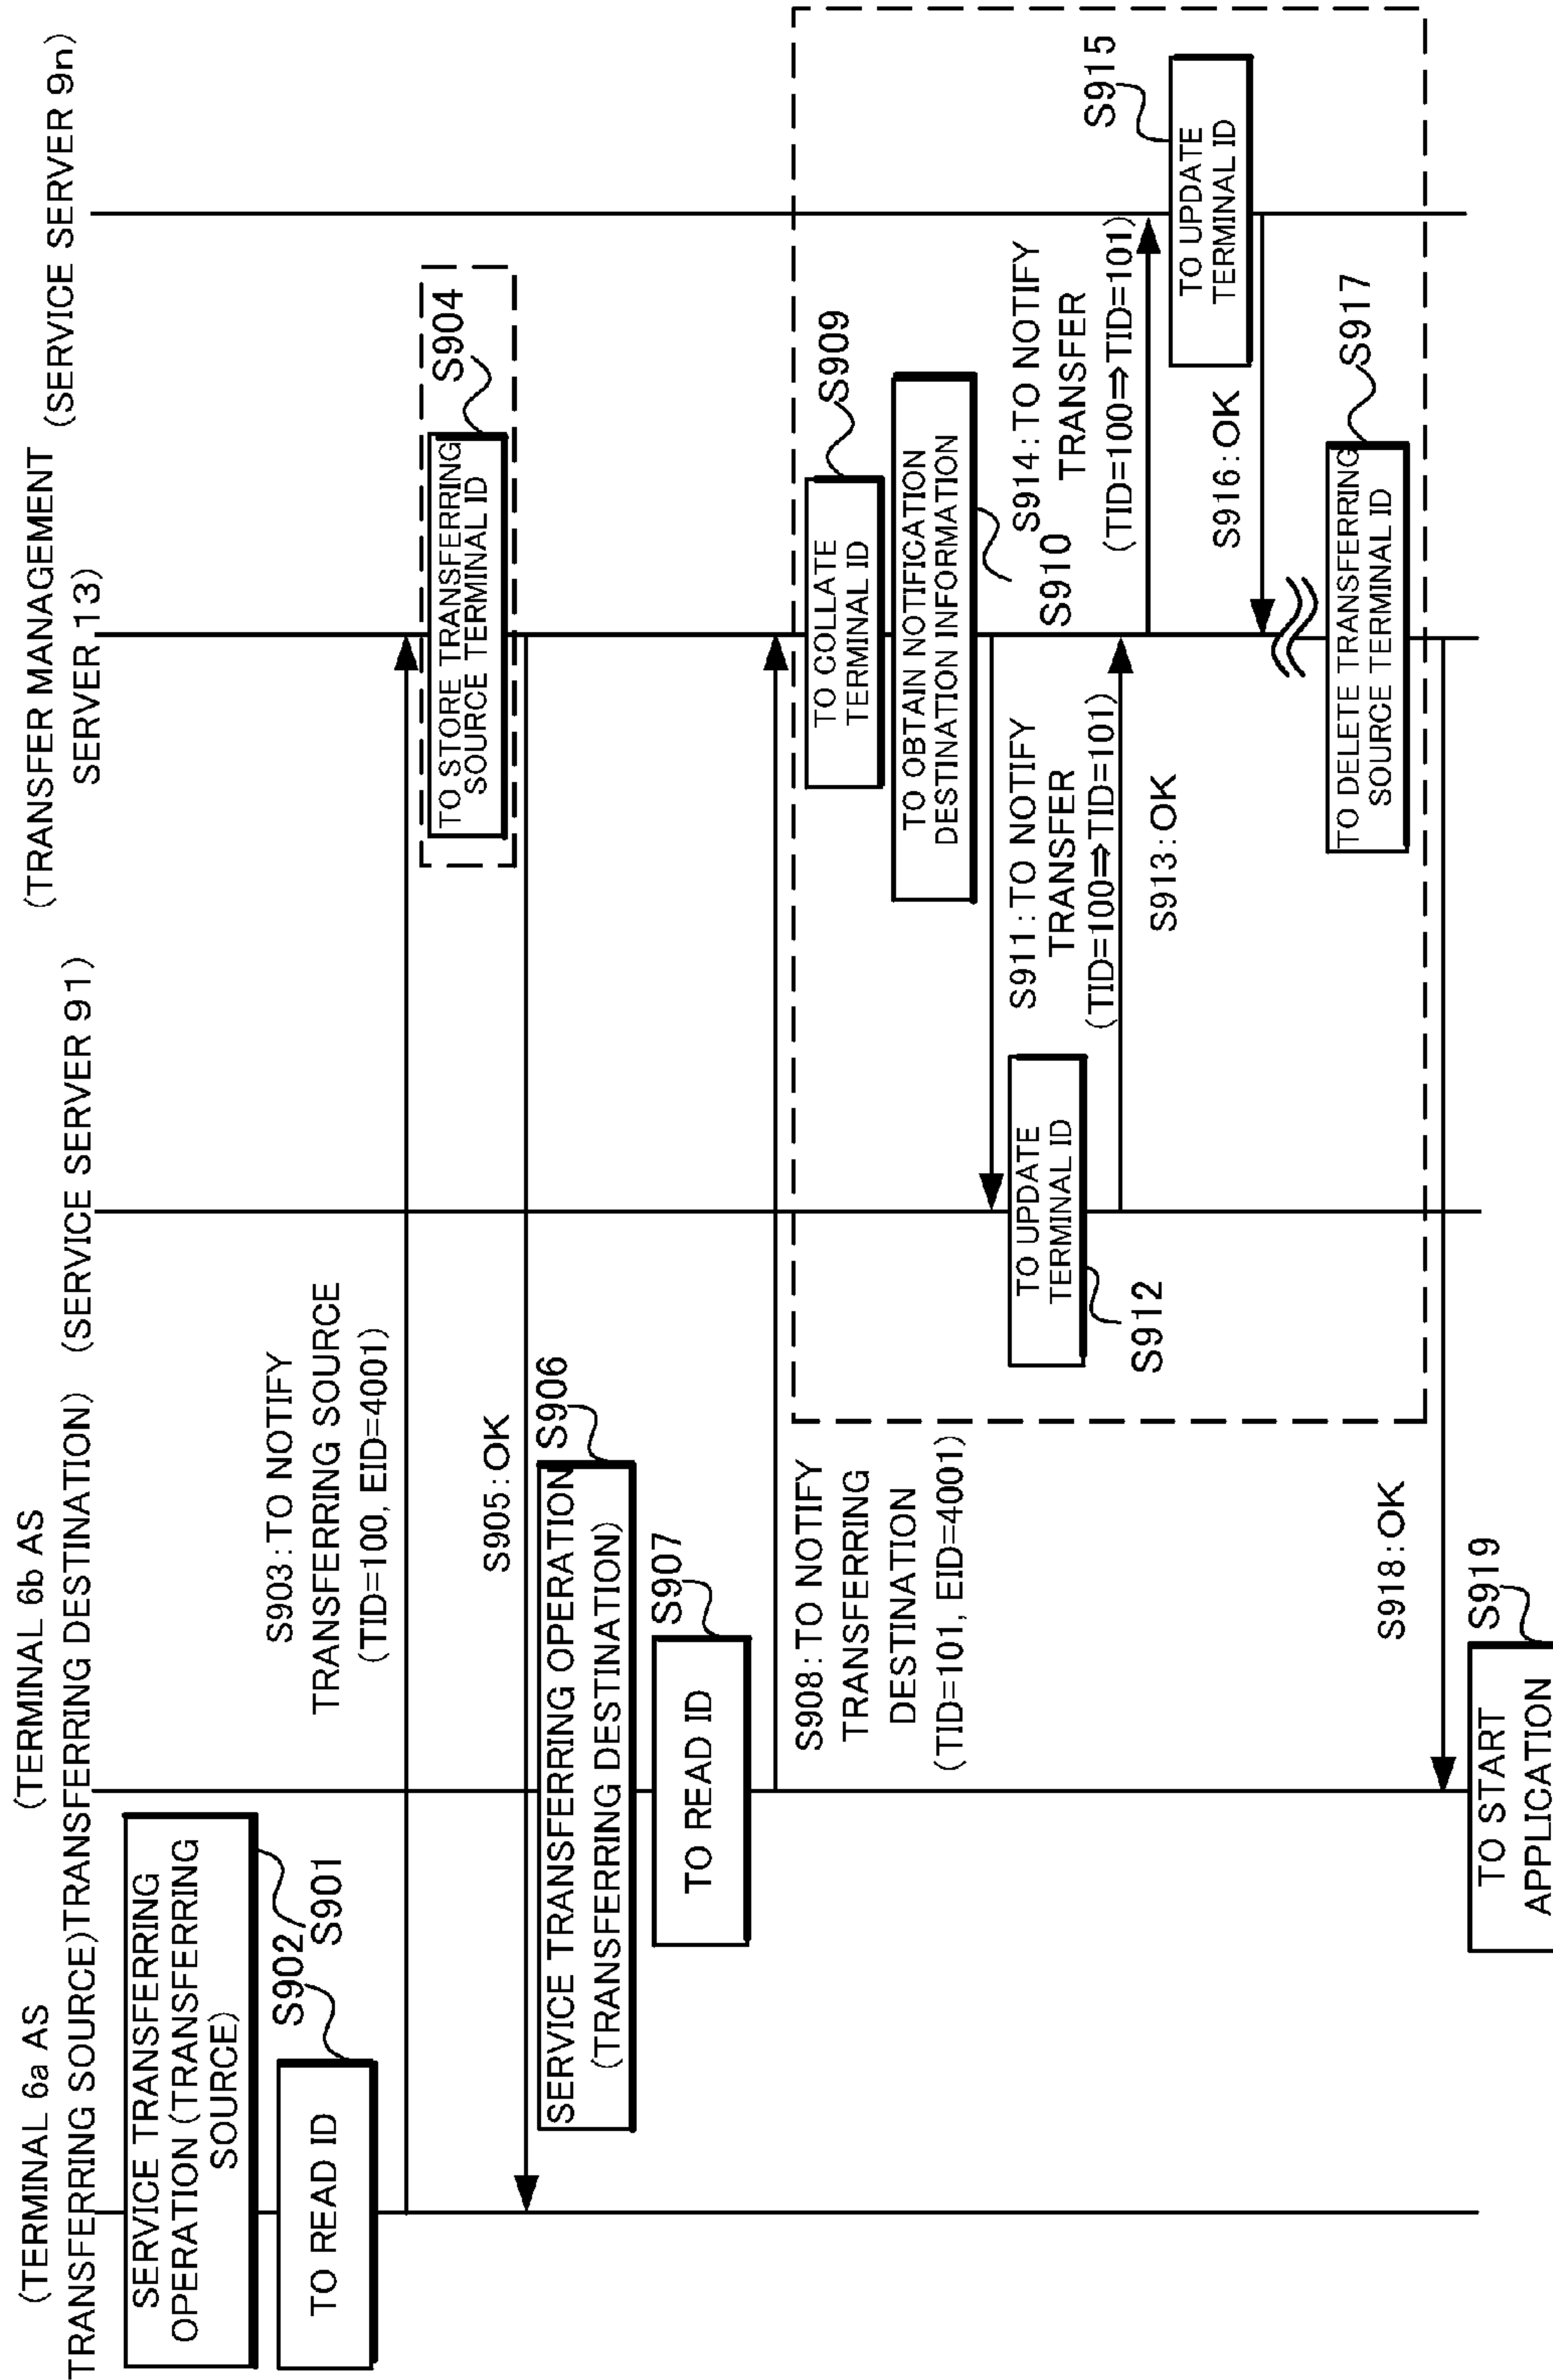 (TERMINAL 6a AS
TRANSFERRING SOURCE)
(TERMINAL 6b AS
TRANSFERRING DESTINATION)
(SERVICE SERVER 91)
(TRANSFER MANAGEMENT
SERVER 13)
(SERVICE SERVER 9n)
SERVICE TRANSFERRING
OPERATION (TRANSFERRING
SOURCE)
S901
TO READ ID
S902
S903:TO NOTIFY
TRANSFERRING SOURCE
(TID=100, EID=4001)
TO STORE TRANSFERRING
SOURCE TERMINAL ID
S904
S905:OK
SERVICE TRANSFERRING OPERATION
(TRANSFERRING DESTINATION)
S906
TO READ ID
S907
S908:TO NOTIFY
TRANSFERRING
DESTINATION
(TID=101, EID=4001)
TO COLLATE
TERMINAL ID
S909
TO OBTAIN NOTIFICATION
DESTINATION INFORMATION
S910
S911:TO NOTIFY
TRANSFER
(TID=100⇒TID=101)
TO UPDATE
TERMINAL ID
S912
S913:OK
S914:TO NOTIFY
TRANSFER
(TID=100⇒TID=101)
TO UPDATE
TERMINAL ID
S915
S916:OK
TO DELETE TRANSFERRING
SOURCE TERMINAL ID
S917
S918:OK
TO START
APPLICATION
S919